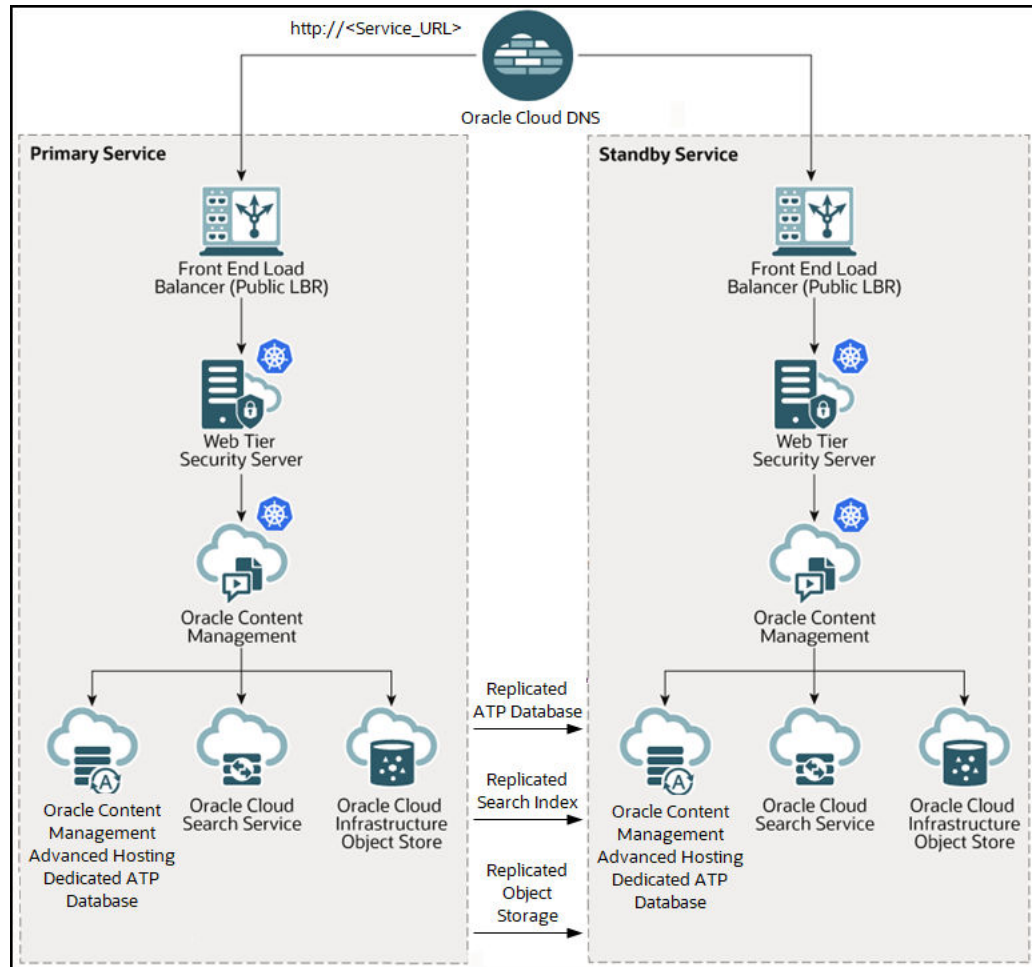 http://<Service_URL>
Oracle Cloud DNS
Primary Service
Front End Load
Balancer (Public LBR)
Web Tier
Security Server
Oracle Content
Management
Oracle Content
Management
Advanced Hosting
Dedicated ATP
Database
A
Oracle Cloud
Search Service
Oracle Cloud
Infrastructure
Object Store
Replicated
ATP Database
Replicated
Search Index
Replicated
Object
Storage
Standby Service
Front End Load
Balancer (Public LBR)
Web Tier
Security Server
Oracle Content
Management
Oracle Content
Management
Advanced Hosting
Dedicated ATP
Database
A
Oracle Cloud
Search Service
Oracle Cloud
Infrastructure
Object Store